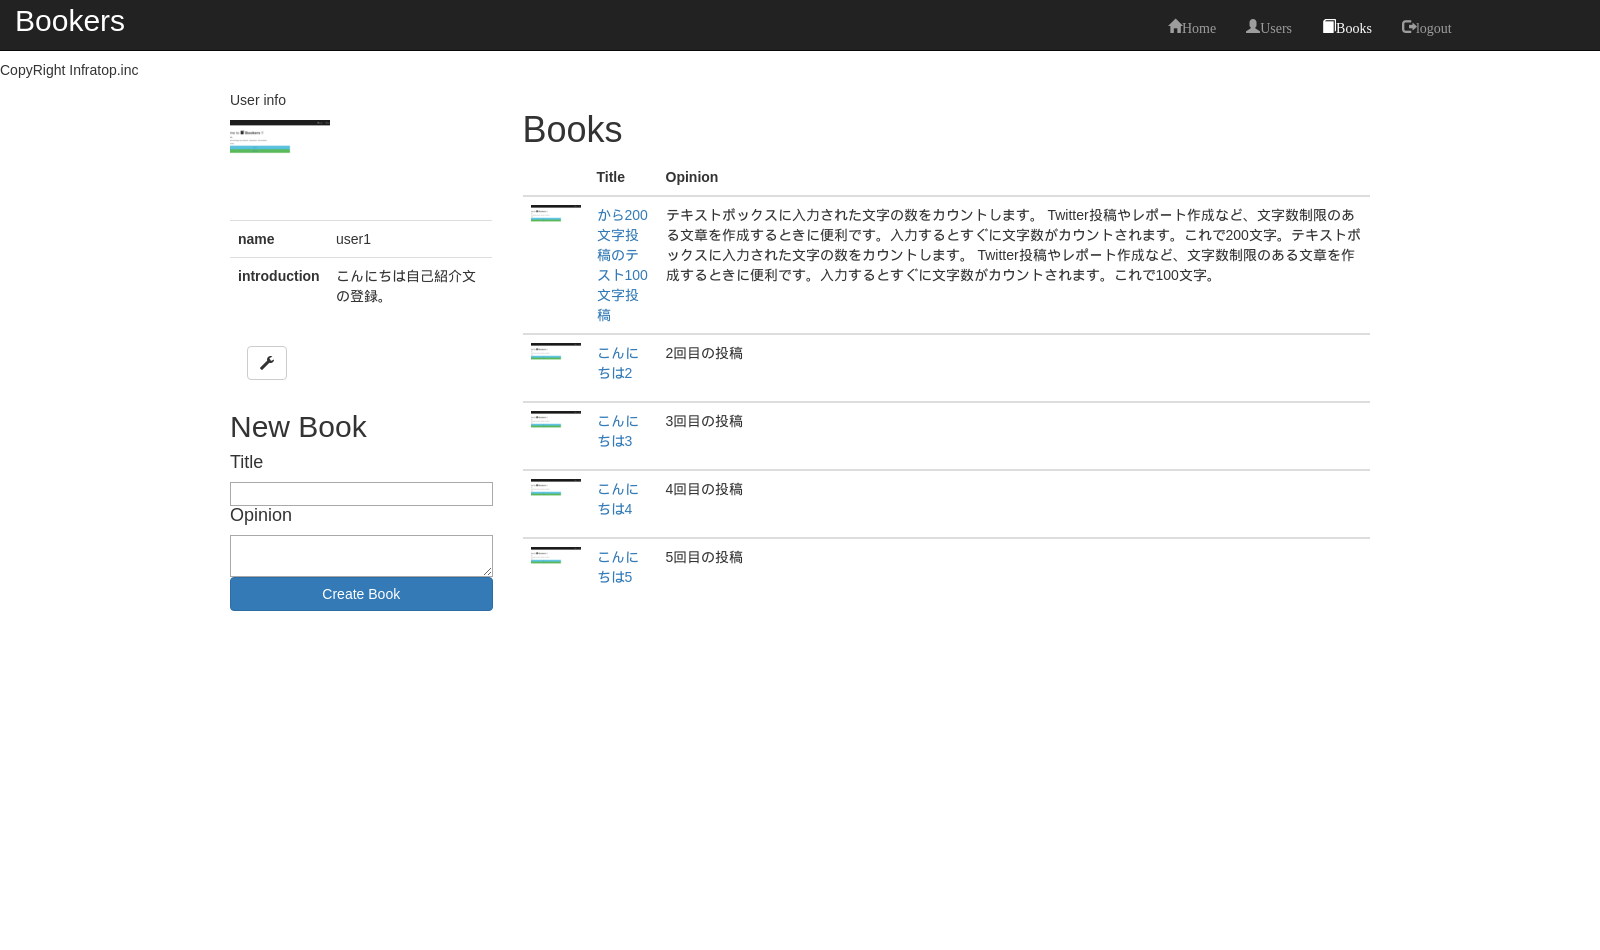 Bookers
Home Users Books logout
CopyRight Infratop.inc
User info
name user1
introduction こんにちは自己紹介文
の登録。
New Book
Title
Opinion
Create Book
Books
Title Opinion
から200
文字投
稿のテ
スト100
文字投
稿
テキストボックスに入力された文字の数をカウントします。 Twitter投稿やレポート作成など、文字数制限のあ
る文章を作成するときに便利です。入力するとすぐに文字数がカウントされます。これで200文字。テキストボ
ックスに入力された文字の数をカウントします。 Twitter投稿やレポート作成など、文字数制限のある文章を作
成するときに便利です。入力するとすぐに文字数がカウントされます。これで100文字。
こんに
ちは2
2回目の投稿
こんに
ちは3
3回目の投稿
こんに
ちは4
4回目の投稿
こんに
ちは5
5回目の投稿